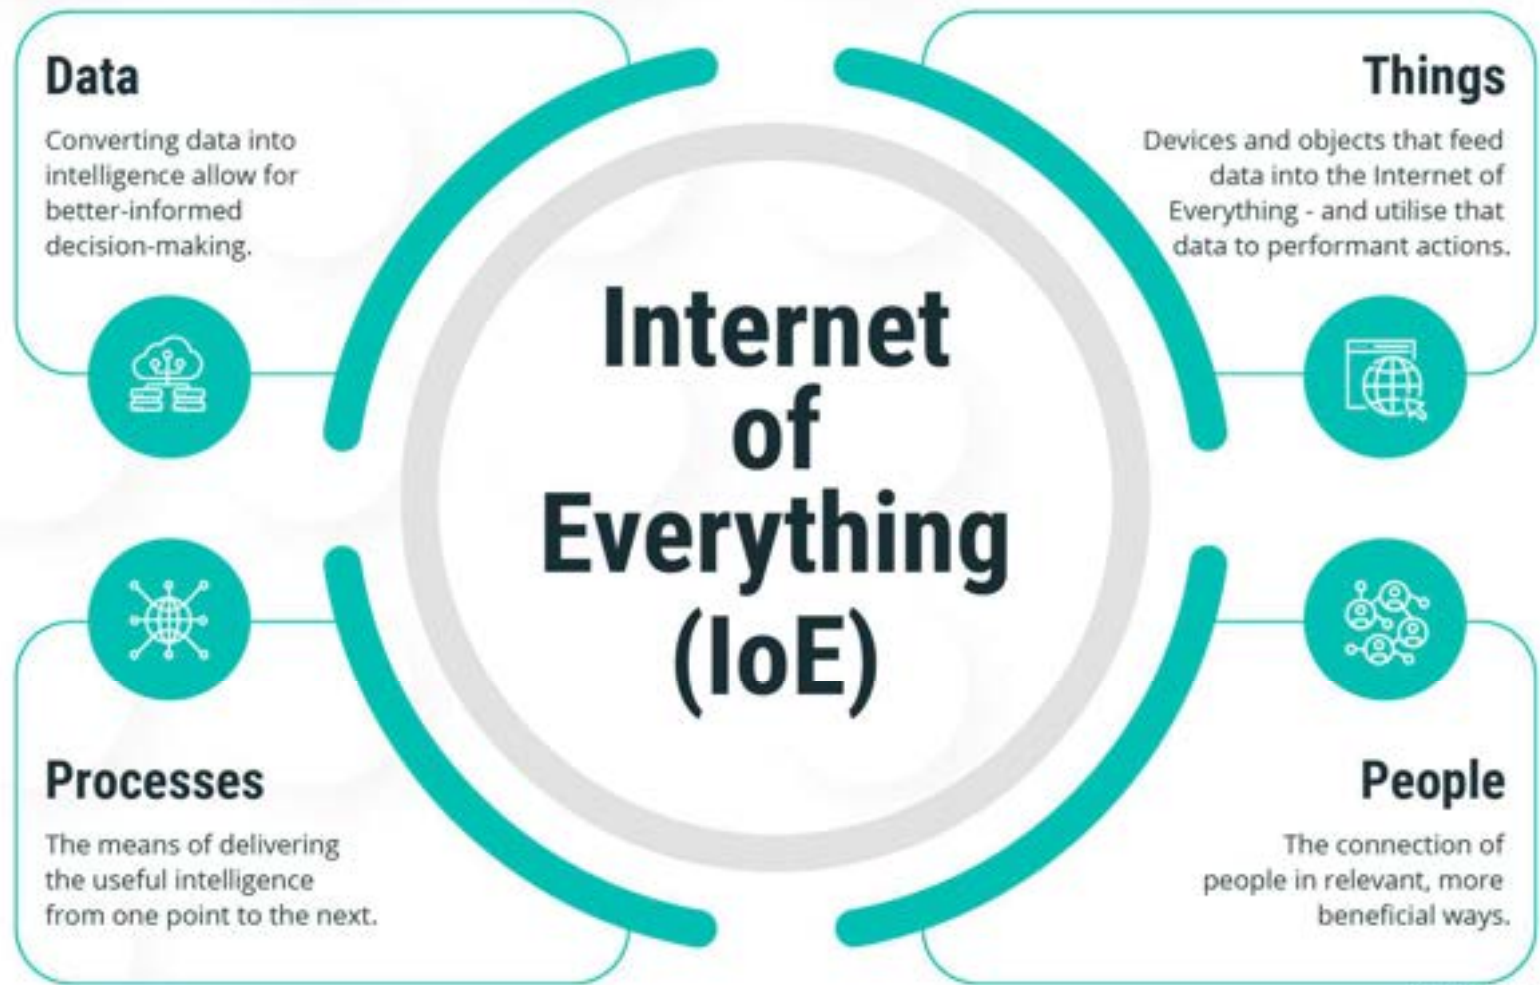 Data
Converting data into
intelligence allow for
better-informed
decision-making.
Things
Devices and objects that feed
data into the Internet of
Everything - and utilise that
data to performant actions.
Internet
of
Everything
(IoE)
Processes
The means of delivering
the useful intelligence
from one point to the next.
People
The connection of
people in relevant, more
beneficial ways.